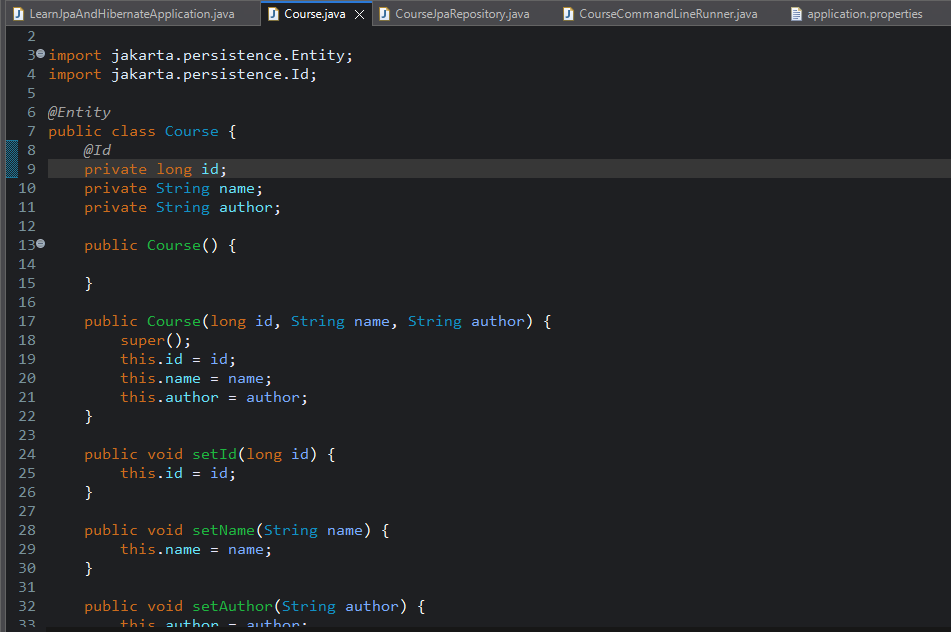 LearnJpaAndHibernateApplication.java Course.java CourseJpaRepository.java CourseCommandLineRunner.java application.properties
2
3 import jakarta.persistence.Entity;
4 import jakarta.persistence.Id;
5
6 @Entity
7 public class Course {
8 @Id
9 private long id;
10 private String name;
11 private String author;
12
13 public Course() {
14
15 }
16
17 public Course(long id, String name, String author) {
18 super();
19 this.id = id;
20 this.name = name;
21 this.author = author;
22 }
23
24 public void setId(long id) {
25 this.id = id;
26 }
27
28 public void setName(String name) {
29 this.name = name;
30 }
31
32 public void setAuthor(String author) {
33 this.author = author;